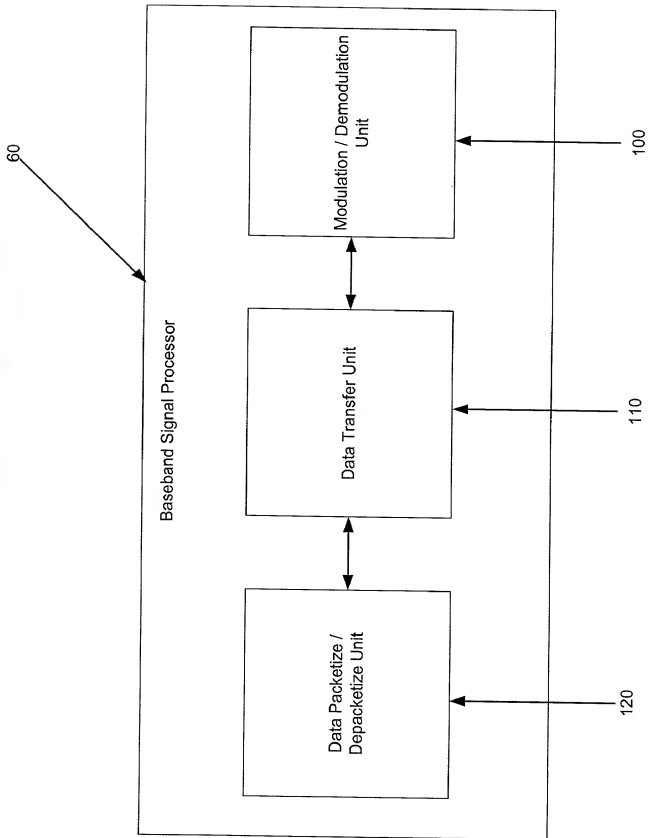 60
Baseband Signal Processor
Data Packetize /
Depacketize Unit
Data Transfer Unit
Modulation / Demodulation
Unit
120
110
100